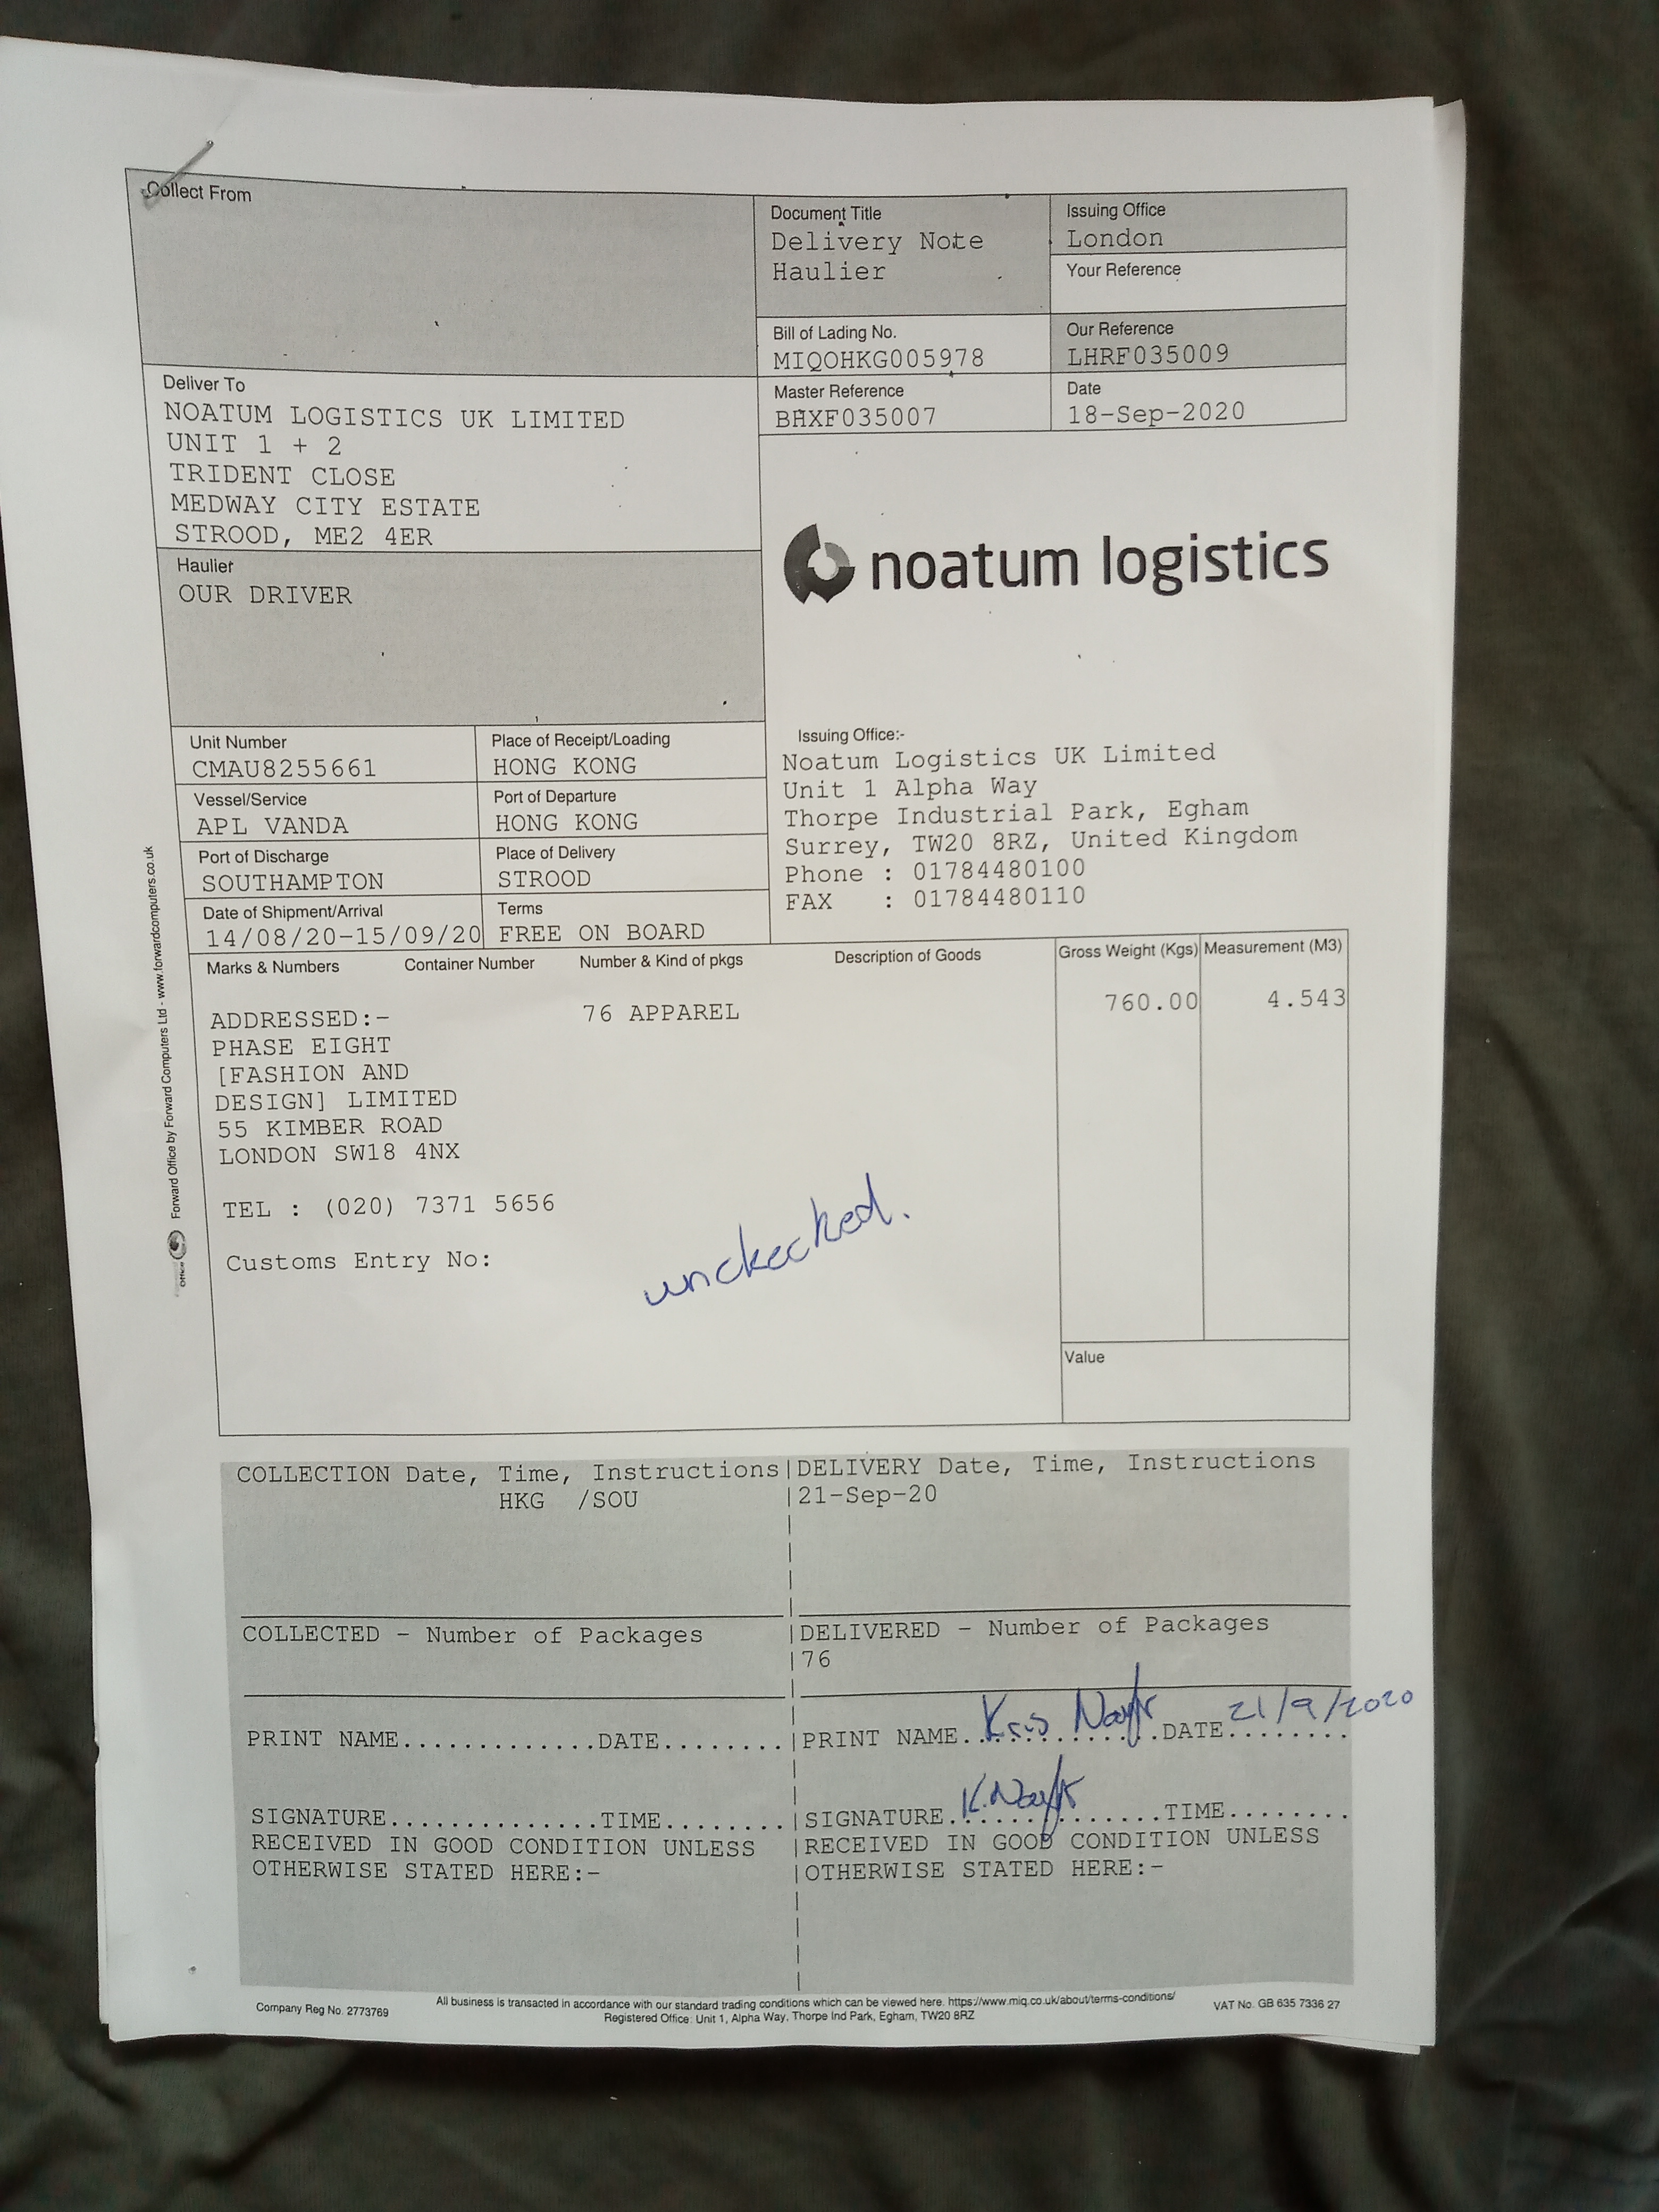 Collect From
Document Title
Delivery Note
Haulier
Issuing Office
London
Your Reference
Bill of Lading No.
MIQOHKG005978
Our Reference
LHRF035009
Master Reference
BHXF035007
Date
18-Sep-2020
Deliver To
NOATUM LOGISTICS UK LIMITED
UNIT 1 + 2
TRIDENT CLOSE
MEDWAY CITY ESTATE
STROOD, ME2 4ER
noatum logistics
Haulier
OUR DRIVER
Unit Number
CMAU8255661
Place of Receipt/Loading
HONG KONG
Vessel/Service
APL VANDA
Port of Departure
HONG KONG
Port of Discharge
SOUTHAMPTON
Place of Delivery
STROOD
Date of Shipment/Arrival
14/08/20-15/09/20
Terms
FREE ON BOARD
Issuing Office:-
Noatum Logistics UK Limited
Unit 1 Alpha Way
Thorpe Industrial Park, Egham
Surrey, TW20 8RZ, United Kingdom
Phone : 01784480100
FAX : 01784480110
Marks & Numbers Container Number Number & Kind of pkgs Description of Goods Gross Weight (Kgs) Measurement (M3)
76 APPAREL 760.00 4.543
ADDRESSED:-
PHASE EIGHT
[FASHION AND
DESIGN] LIMITED
55 KIMBER ROAD
LONDON SW18 4NX
TEL : (020) 7371 5656
Customs Entry No:
unckecked.
Value
Office Forward Office by Forward Computers Ltd - www.forwardcomputers.co.uk
COLLECTION Date, Time, Instructions
HKG /SOU
DELIVERY Date, Time, Instructions
21-Sep-20
COLLECTED - Number of Packages
DELIVERED - Number of Packages
76
PRINT NAME.............DATE........
PRINT NAME..Kris.............DATE 21/9/2020
SIGNATURE..............TIME........
SIGNATURE..............TIME........
RECEIVED IN GOOD CONDITION UNLESS
OTHERWISE STATED HERE:-
RECEIVED IN GOOD CONDITION UNLESS
OTHERWISE STATED HERE:-
Company Reg No. 2773769
All business is transacted in accordance with our standard trading conditions which can be viewed here. https://www.miq.co.uk/about/terms-conditions/
Registered Office: Unit 1, Alpha Way, Thorpe Ind Park, Egham, TW20 8RZ
VAT No. GB 635 7336 27